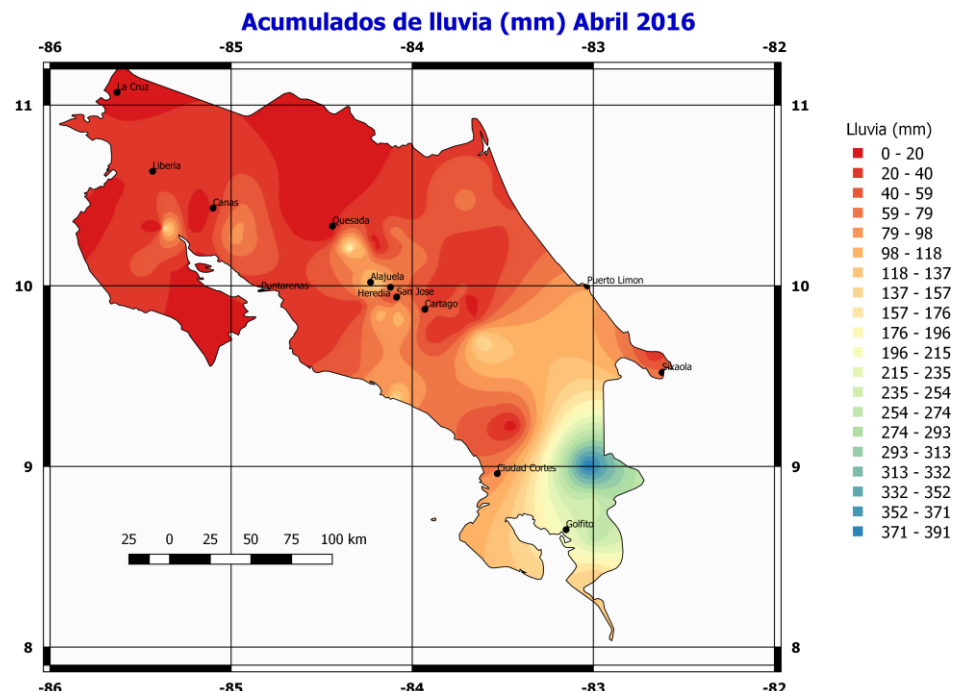 Acumulados de lluvia (mm) Abril 2016
-86 -85 -84 -83 -82
La Cruz
11 11
Liberia
Canas
Quesada
Alajuela
10 Puntarenas Heredia San Jose Puerto Limon 10
Cartago
Sixaola
9 Ciudad Cortes 9
Golfito
25 0 25 50 75 100 km
8 8
-86 -85 -84 -83 -82
Lluvia (mm)
0 - 20
20 - 40
40 - 59
59 - 79
79 - 98
98 - 118
118 - 137
137 - 157
157 - 176
176 - 196
196 - 215
215 - 235
235 - 254
254 - 274
274 - 293
293 - 313
313 - 332
332 - 352
352 - 371
371 - 391